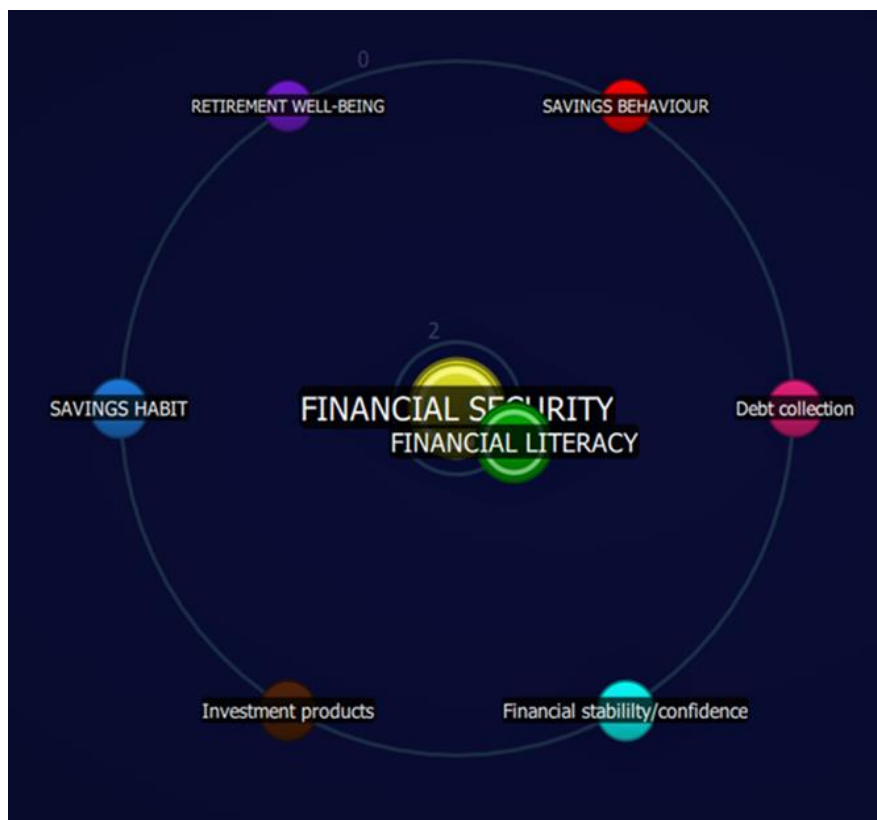 0
RETIREMENT WELL-BEING
SAVINGS BEHAVIOUR
2
FINANCIAL SECURITY
SAVINGS HABIT
Debt collection
FINANCIAL LITERACY
Investment products
Financial stabililty/confidence